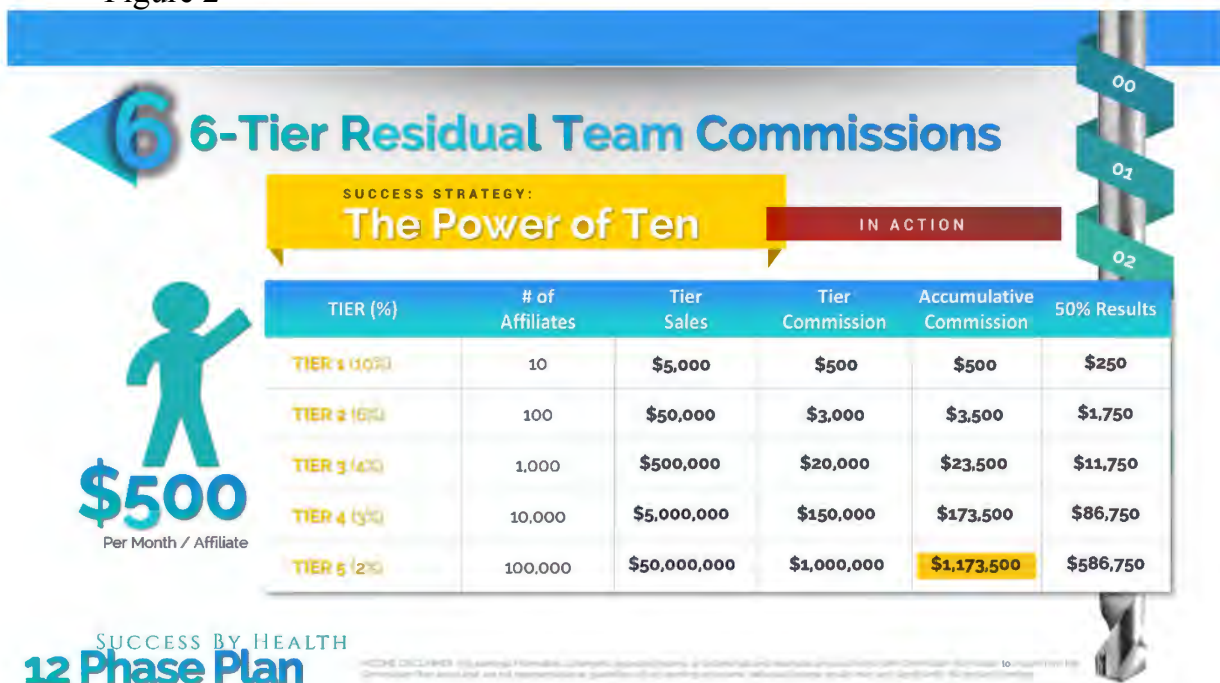 Figure 2
6
6-Tier Residual Team Commissions
SUCCESS STRATEGY:
The Power of Ten
IN ACTION
00
01
02
TIER (%) # of Affiliates Tier Sales Tier Commission Accumulative Commission 50% Results
TIER 1 (10%) 10 $5,000 $500 $500 $250
TIER 2 (6%) 100 $50,000 $3,000 $3,500 $1,750
TIER 3 (4%) 1,000 $500,000 $20,000 $23,500 $11,750
TIER 4 (3%) 10,000 $5,000,000 $150,000 $173,500 $86,750
TIER 5 (2%) 100,000 $50,000,000 $1,000,000 $1,173,500 $586,750
$500
Per Month / Affiliate
SUCCESS BY HEALTH
12 Phase Plan